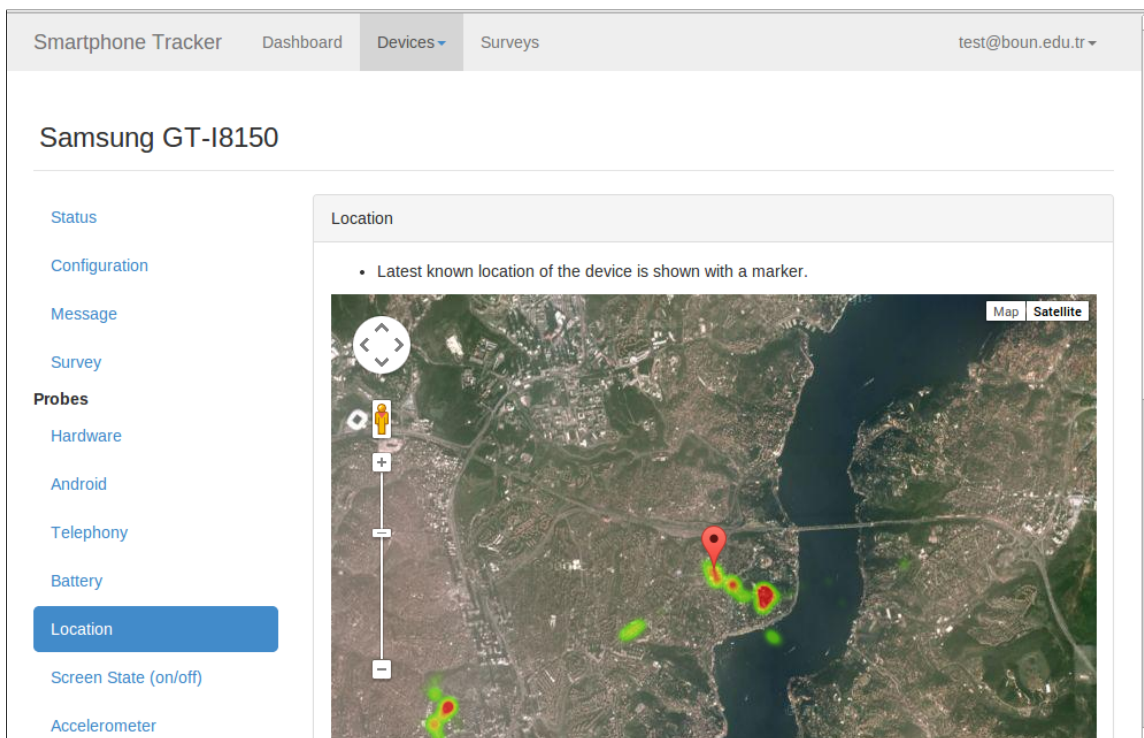 Smartphone Tracker Dashboard Devices Surveys test@boun.edu.tr
Samsung GT-I8150
Status
Configuration
Message
Survey
Probes
Hardware
Android
Telephony
Battery
Location
Screen State (on/off)
Accelerometer
Location
Latest known location of the device is shown with a marker.
Map Satellite